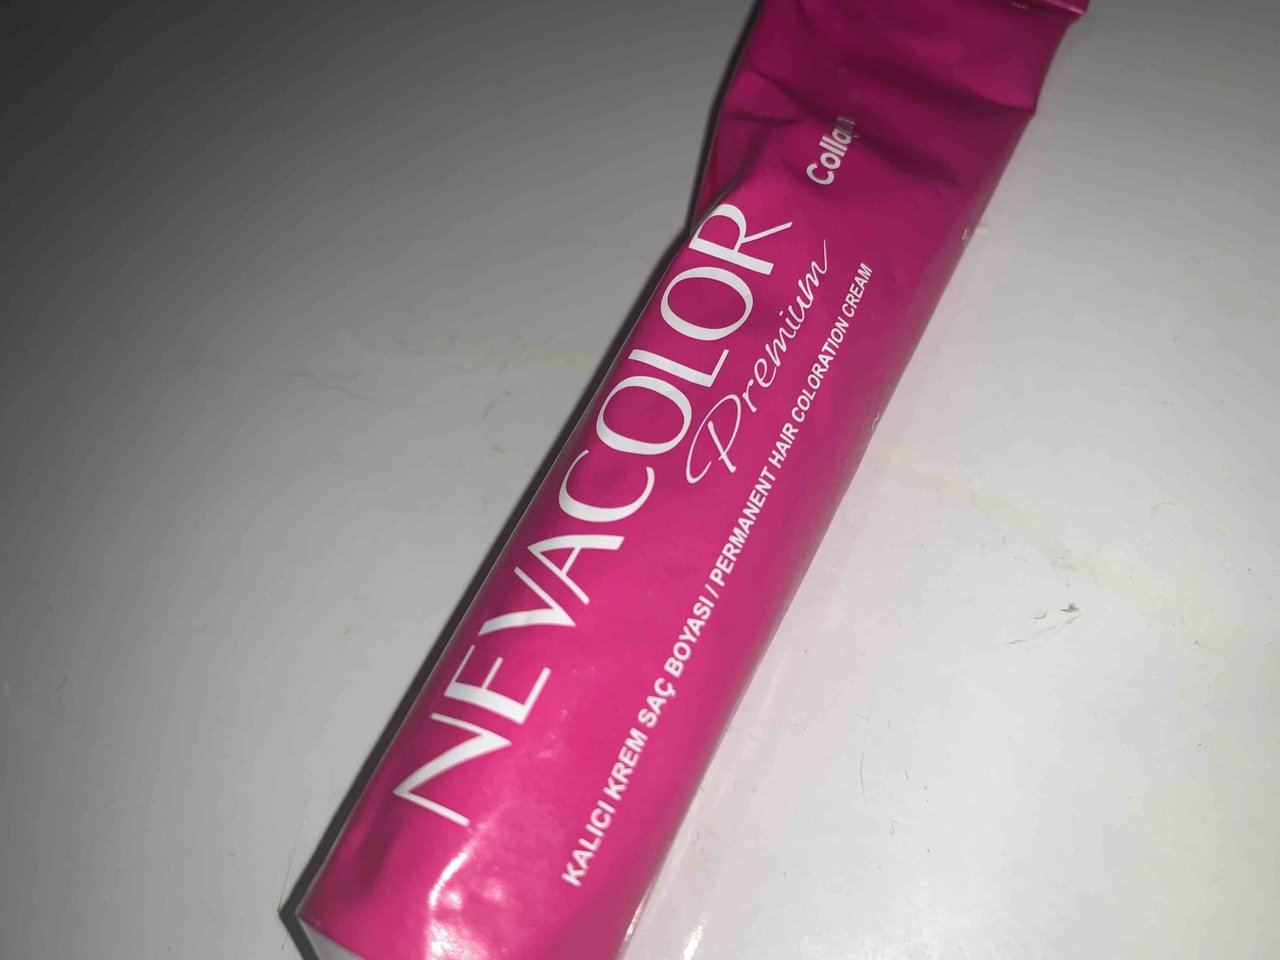 NEVACOLOR
Premium
KALICI KREM SAÇ BOYASI / PERMANENT HAIR COLORATION CREAM